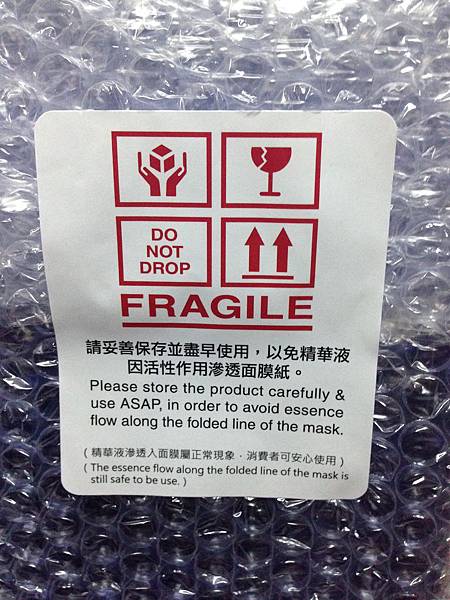 DO
NOT
DROP
FRAGILE
請妥善保存並盡早使用，以免精華液
因活性作用滲透面膜紙。
Please store the product carefully &
use ASAP, in order to avoid essence
flow along the folded line of the mask.
（精華液滲透入面膜屬正常現象，消費者可安心使用）
( The essence flow along the folded line of the mask is
still safe to be use. )